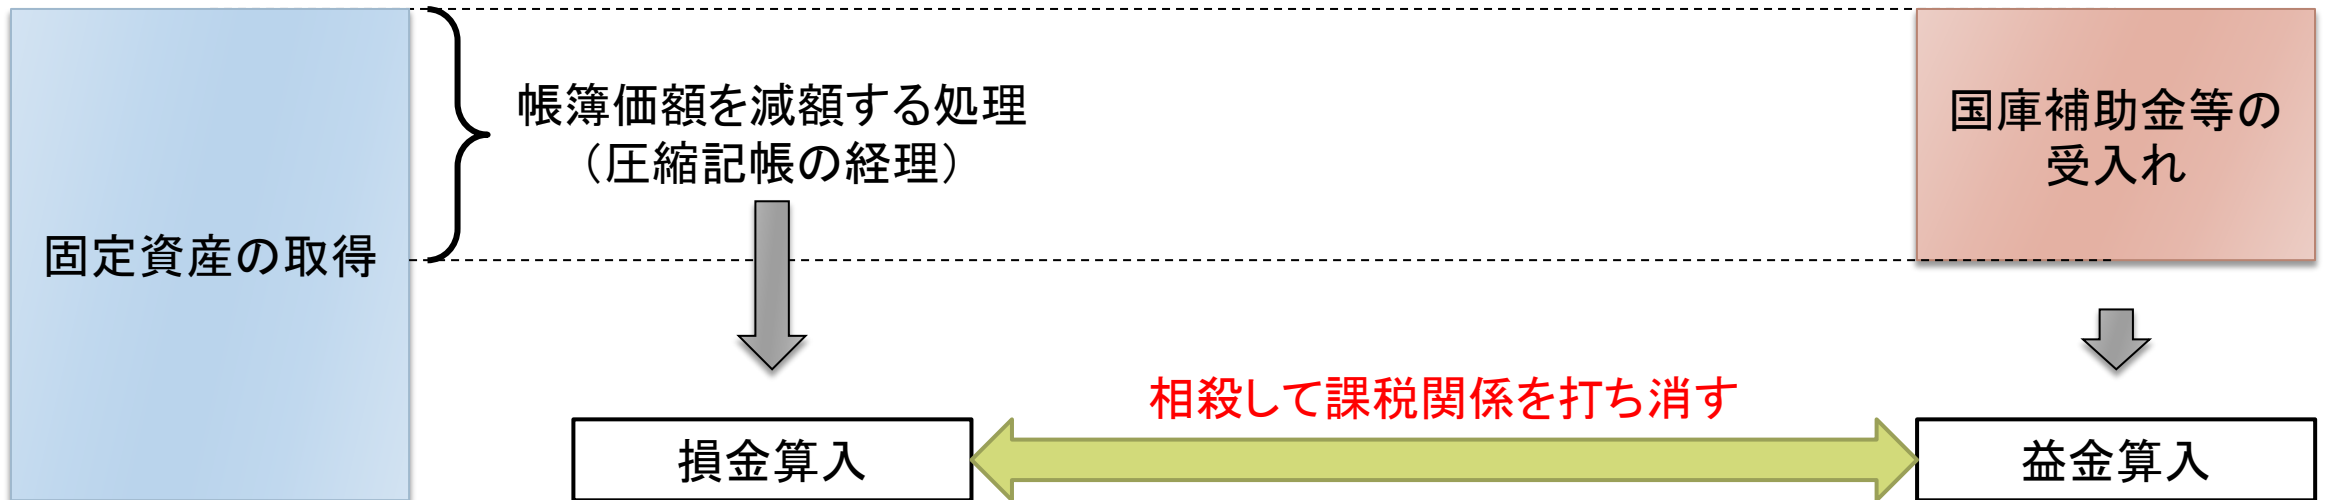 固定資産の取得
帳簿価額を減額する処理
（圧縮記帳の経理）
国庫補助金等の
受入れ
相殺して課税関係を打ち消す
損金算入
益金算入